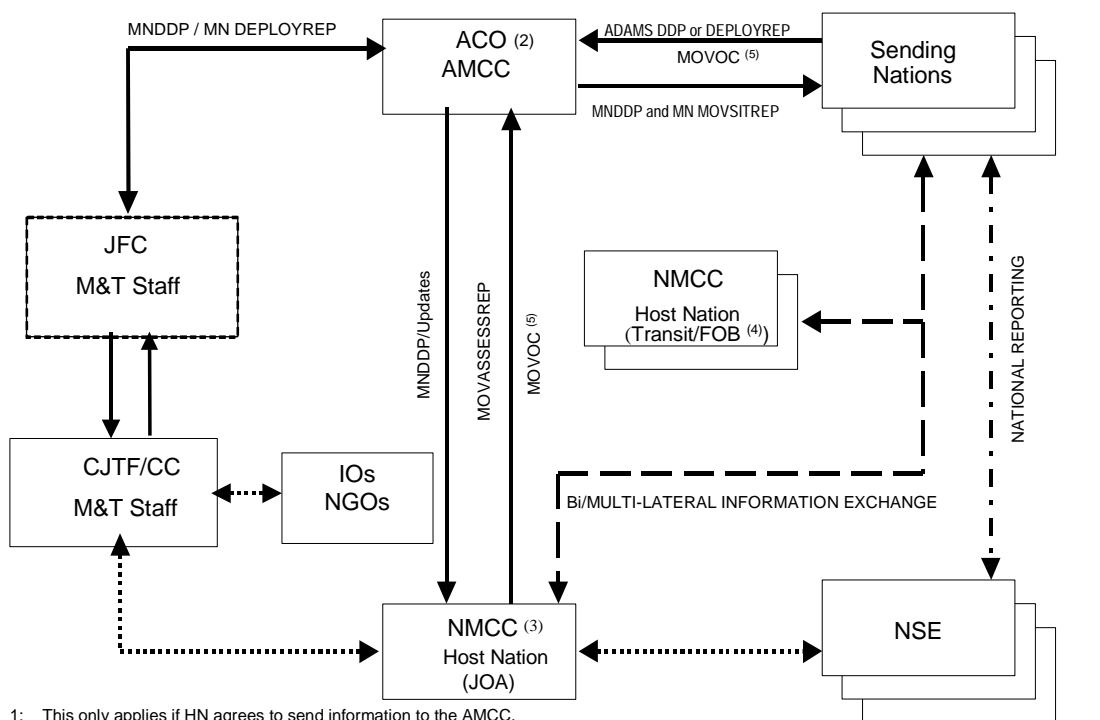 MNDDP / MN DEPLOYREP
ACO (2)
AMCC
ADAMS DDP or DEPLOYREP
MOVOC (5)
MNDDP and MN MOVSITREP
Sending
Nations
JFC
M&T Staff
MNDDP/Updates
MOVASSESSREP
MOVOC (5)
NMCC
Host Nation
(Transit/FOB (4))
NATIONAL REPORTING
CJTF/CC
M&T Staff
IOs
NGOs
Bi/MULTI-LATERAL INFORMATION EXCHANGE
NMCC (3)
Host Nation
(JOA)
NSE
1: This only applies if HN agrees to send information to the AMCC.